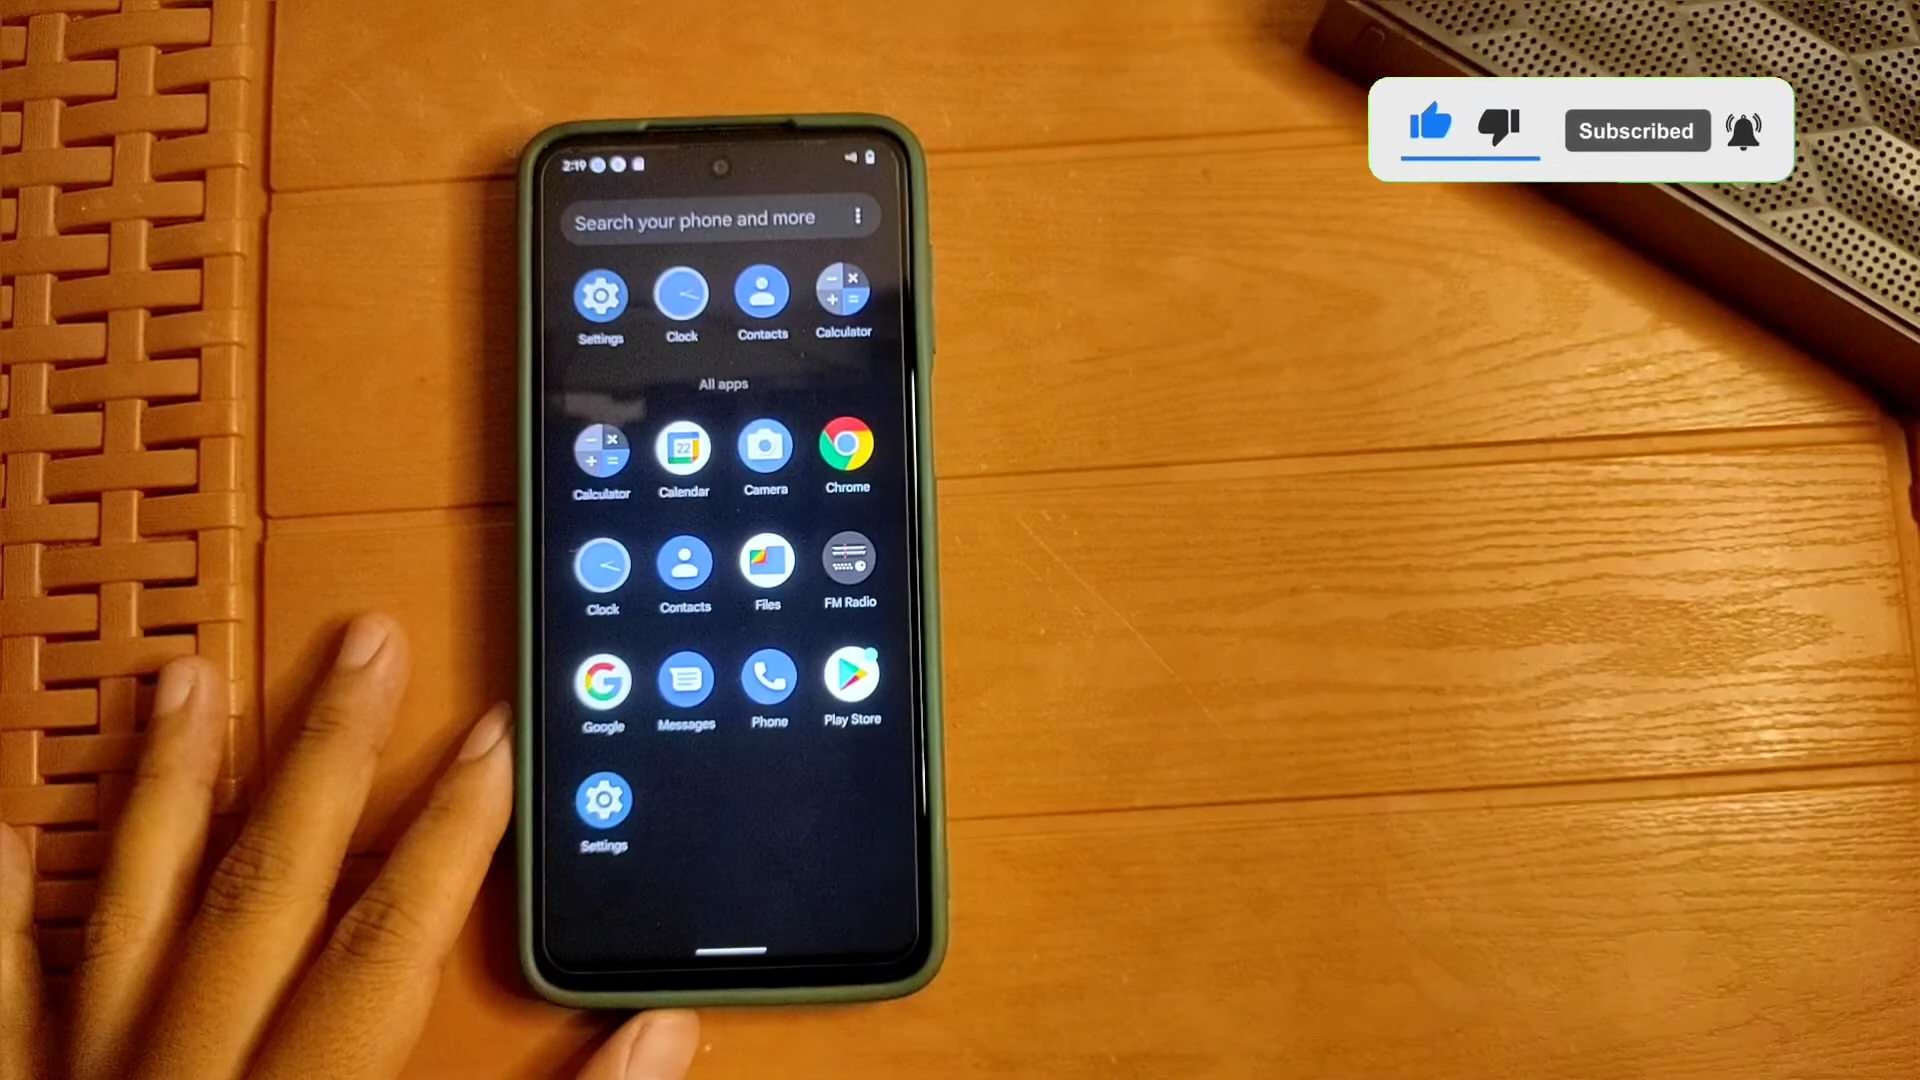 2:19
Subscribed
Search your phone and more
Settings Clock Contacts Calculator
All apps
22
Calculator Calendar Camera Chrome
Clock Contacts Files FM Radio
Google Messages Phone Play Store
Settings